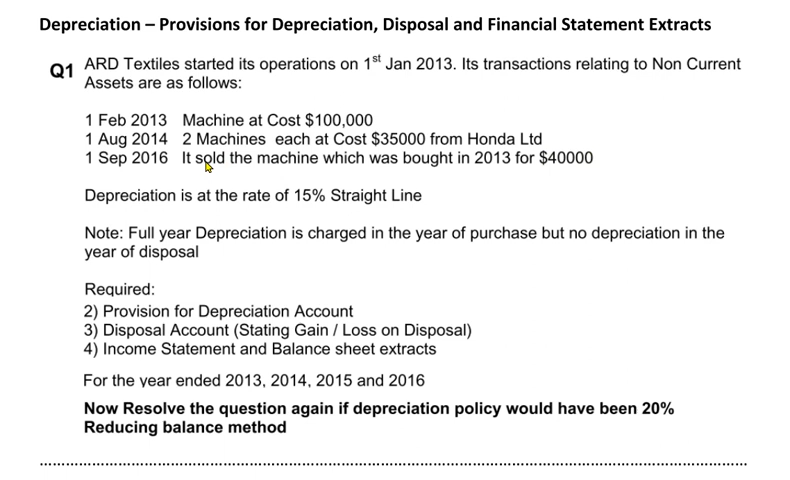 Depreciation – Provisions for Depreciation, Disposal and Financial Statement Extracts
Q1 ARD Textiles started its operations on 1st Jan 2013. Its transactions relating to Non Current
Assets are as follows:
1 Feb 2013 Machine at Cost $100,000
1 Aug 2014 2 Machines each at Cost $35000 from Honda Ltd
1 Sep 2016 It sold the machine which was bought in 2013 for $40000
Depreciation is at the rate of 15% Straight Line
Note: Full year Depreciation is charged in the year of purchase but no depreciation in the
year of disposal
Required:
2) Provision for Depreciation Account
3) Disposal Account (Stating Gain / Loss on Disposal)
4) Income Statement and Balance sheet extracts
For the year ended 2013, 2014, 2015 and 2016
Now Resolve the question again if depreciation policy would have been 20%
Reducing balance method